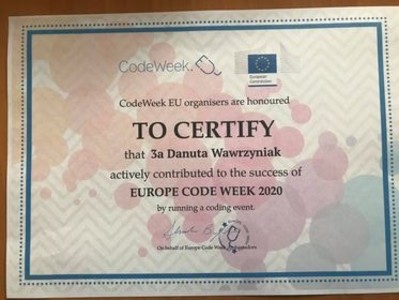 CodeWeek
European
Commission
CodeWeek EU organisers are honoured
TO CERTIFY
that 3a Danuta Wawrzyniak
actively contributed to the success of
EUROPE CODE WEEK 2020
by running a coding event.
On behalf of Europe Code Week Ambassadors